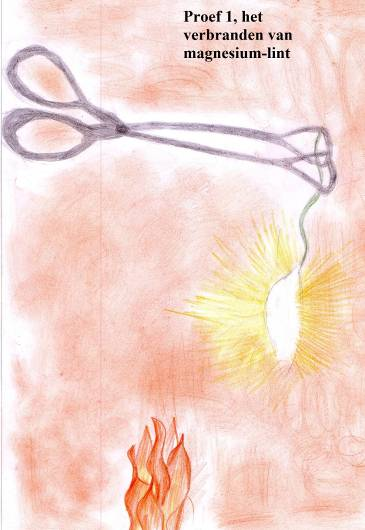 Proef 1, het
verbranden van
magnesium-lint